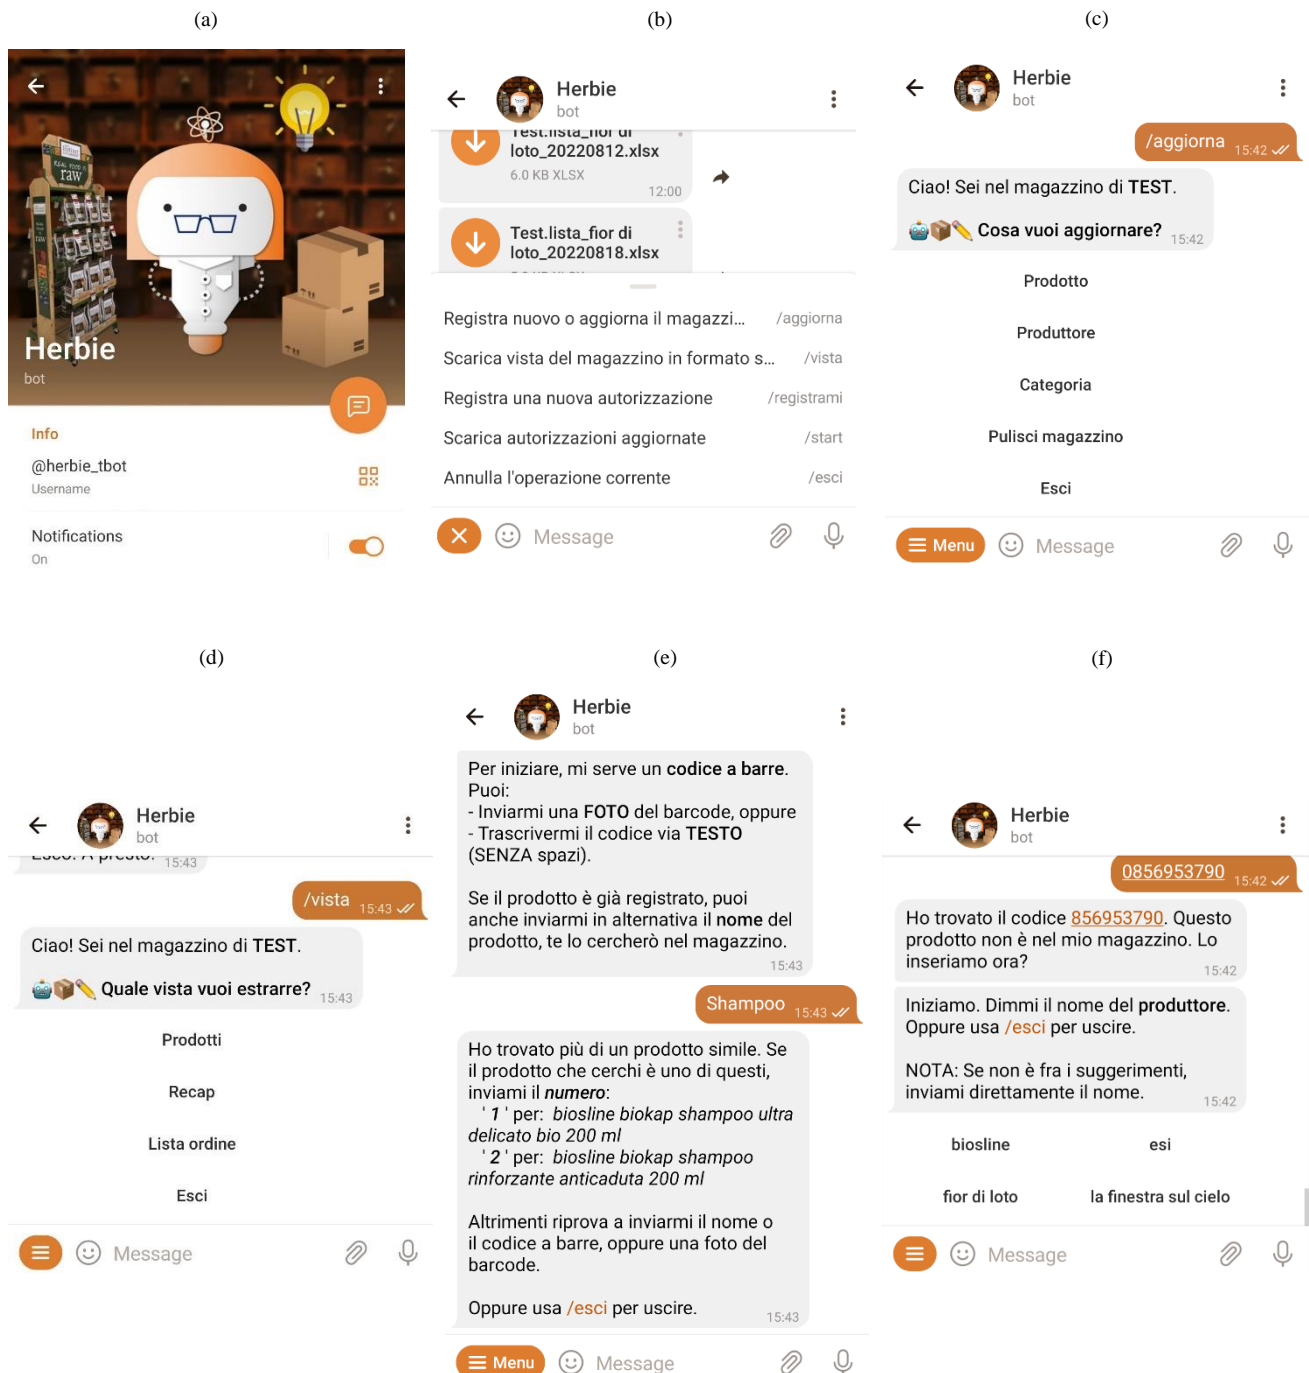 (a)
REAL FOOD IS
raw
Herbie
bot
Info
@herbie_tbot
Username
Notifications
On
(b)
Herbie
bot
Test.lista_fior di
loto_20220812.xlsx
6.0 KB XLSX
12:00
Test.lista_fior di
loto_20220818.xlsx
Registra nuovo o aggiorna il magazzi... /aggiorna
Scarica vista del magazzino in formato s... /vista
Registra una nuova autorizzazione /registrami
Scarica autorizzazioni aggiornate /start
Annulla l'operazione corrente /esci
Message
(c)
Herbie
bot
/aggiorna 15:42
Ciao! Sei nel magazzino di TEST.
Cosa vuoi aggiornare? 15:42
Prodotto
Produttore
Categoria
Pulisci magazzino
Esci
Menu Message
(d)
Herbie
bot
Esco. A presto. 15:43
/vista 15:43
Ciao! Sei nel magazzino di TEST.
Quale vista vuoi estrarre? 15:43
Prodotti
Recap
Lista ordine
Esci
Message
(e)
Herbie
bot
Per iniziare, mi serve un codice a barre.
Puoi:
- Inviarmi una FOTO del barcode, oppure
- Trascrivermi il codice via TESTO
(SENZA spazi).
Se il prodotto è già registrato, puoi
anche inviarmi in alternativa il nome del
prodotto, te lo cercherò nel magazzino.
15:43
Shampoo 15:43
Ho trovato più di un prodotto simile. Se
il prodotto che cerchi è uno di questi,
inviami il numero:
' 1 ' per: biosline biokap shampoo ultra
delicato bio 200 ml
' 2 ' per: biosline biokap shampoo
rinforzante anticaduta 200 ml
Altrimenti riprova a inviarmi il nome o
il codice a barre, oppure una foto del
barcode.
Oppure usa /esci per uscire. 15:43
Menu Message
(f)
Herbie
bot
0856953790 15:42
Ho trovato il codice 856953790. Questo
prodotto non è nel mio magazzino. Lo
inseriamo ora?
15:42
Iniziamo. Dimmi il nome del produttore.
Oppure usa /esci per uscire.
NOTA: Se non è fra i suggerimenti,
inviami direttamente il nome.
15:42
biosline esi
fior di loto la finestra sul cielo
Message